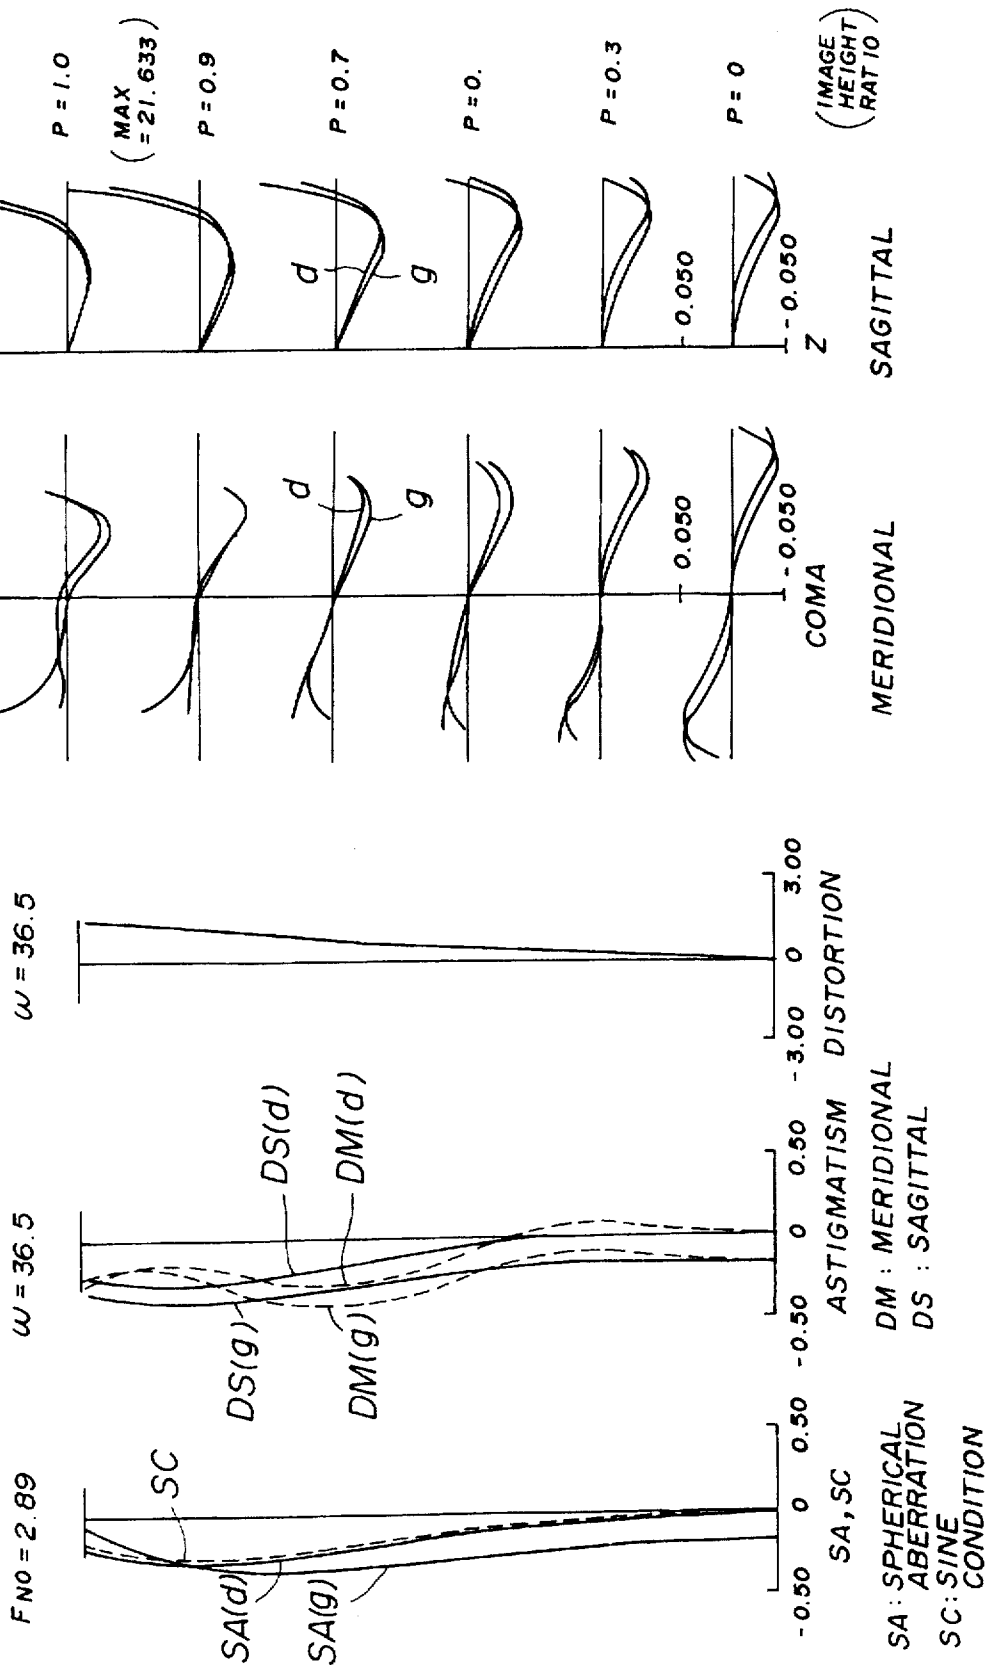 FNO = 2.89
ω = 36.5
ω = 36.5
SC
SA(d)
SA(g)
-0.50
0
0.50
SA, SC
SA : SPHERICAL
ABERRATION
SC : SINE
CONDITION
DS(g)
DM(g)
DS(d)
DM(d)
-0.50
0
0.50
ASTIGMATISM
DM : MERIDIONAL
DS : SAGITTAL
-3.00
0
3.00
DISTORTION
d
g
-0.050
-0.050
COMA
MERIDIONAL
d
g
-0.050
-0.050
Z
SAGITTAL
P = 1.0
(MAX
= 21.633)
P = 0.9
P = 0.7
P = 0.
P = 0.3
P = 0
(IMAGE
HEIGHT
RATIO)